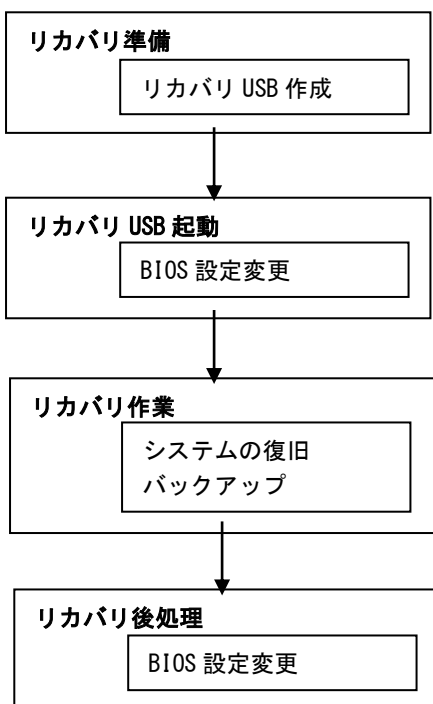 リカバリ準備
リカバリ USB 作成
リカバリ USB 起動
BIOS 設定変更
リカバリ作業
システムの復旧
バックアップ
リカバリ後処理
BIOS 設定変更